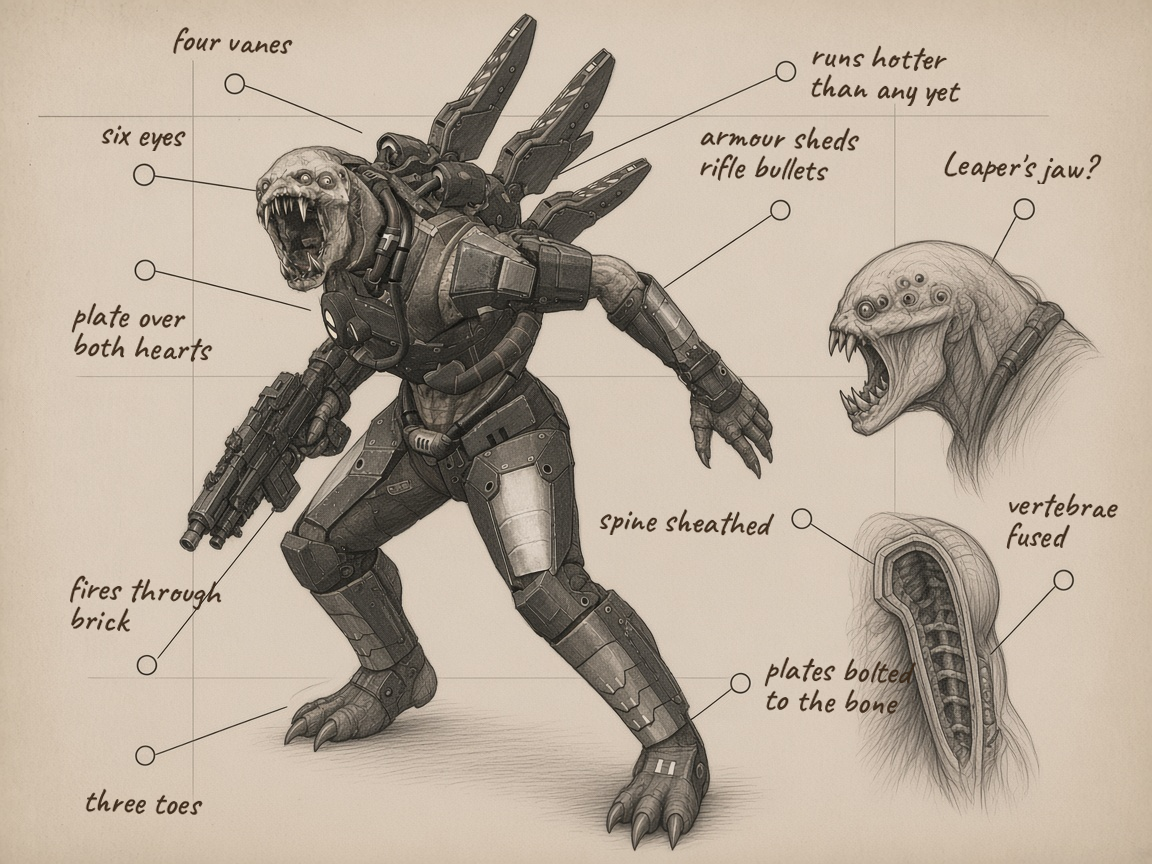 four vanes
runs hotter
than any yet
six eyes
armour sheds
rifle bullets
Leaper's jaw?
plate over
both hearts
spine sheathed
vertebrae
fused
fires through
brick
plates bolted
to the bone
three toes